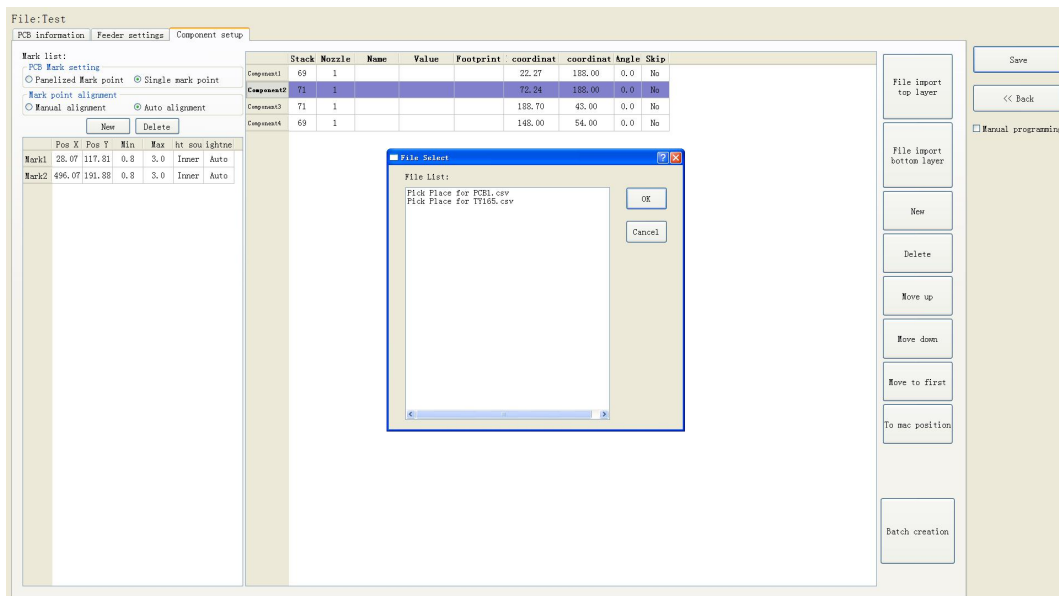 File:Test
PCB information Feeder settings Component setup
Mark list:
PCB Mark setting
Panelized Mark point Single mark point
Mark point alignment
Manual alignment Auto alignment
New Delete
Pos X Pos Y Min Max ht sou ightne
Mark1 28.07 117.81 0.8 3.0 Inner Auto
Mark2 496.07 191.88 0.8 3.0 Inner Auto
Stack Nozzle Name Value Footprint coordinat coordinat Angle Skip
Component1 69 1 22.27 188.00 0.0 No
Component2 71 1 72.24 188.00 0.0 No
Component3 71 1 188.70 43.00 0.0 No
Component4 69 1 148.00 54.00 0.0 No
File Select
File List:
Pick Place for PCB1.csv
Pick Place for TY165.csv
OK
Cancel
File import
top layer
File import
bottom layer
New
Delete
Move up
Move down
Move to first
To mac position
Batch creation
Save
<< Back
Manual programming